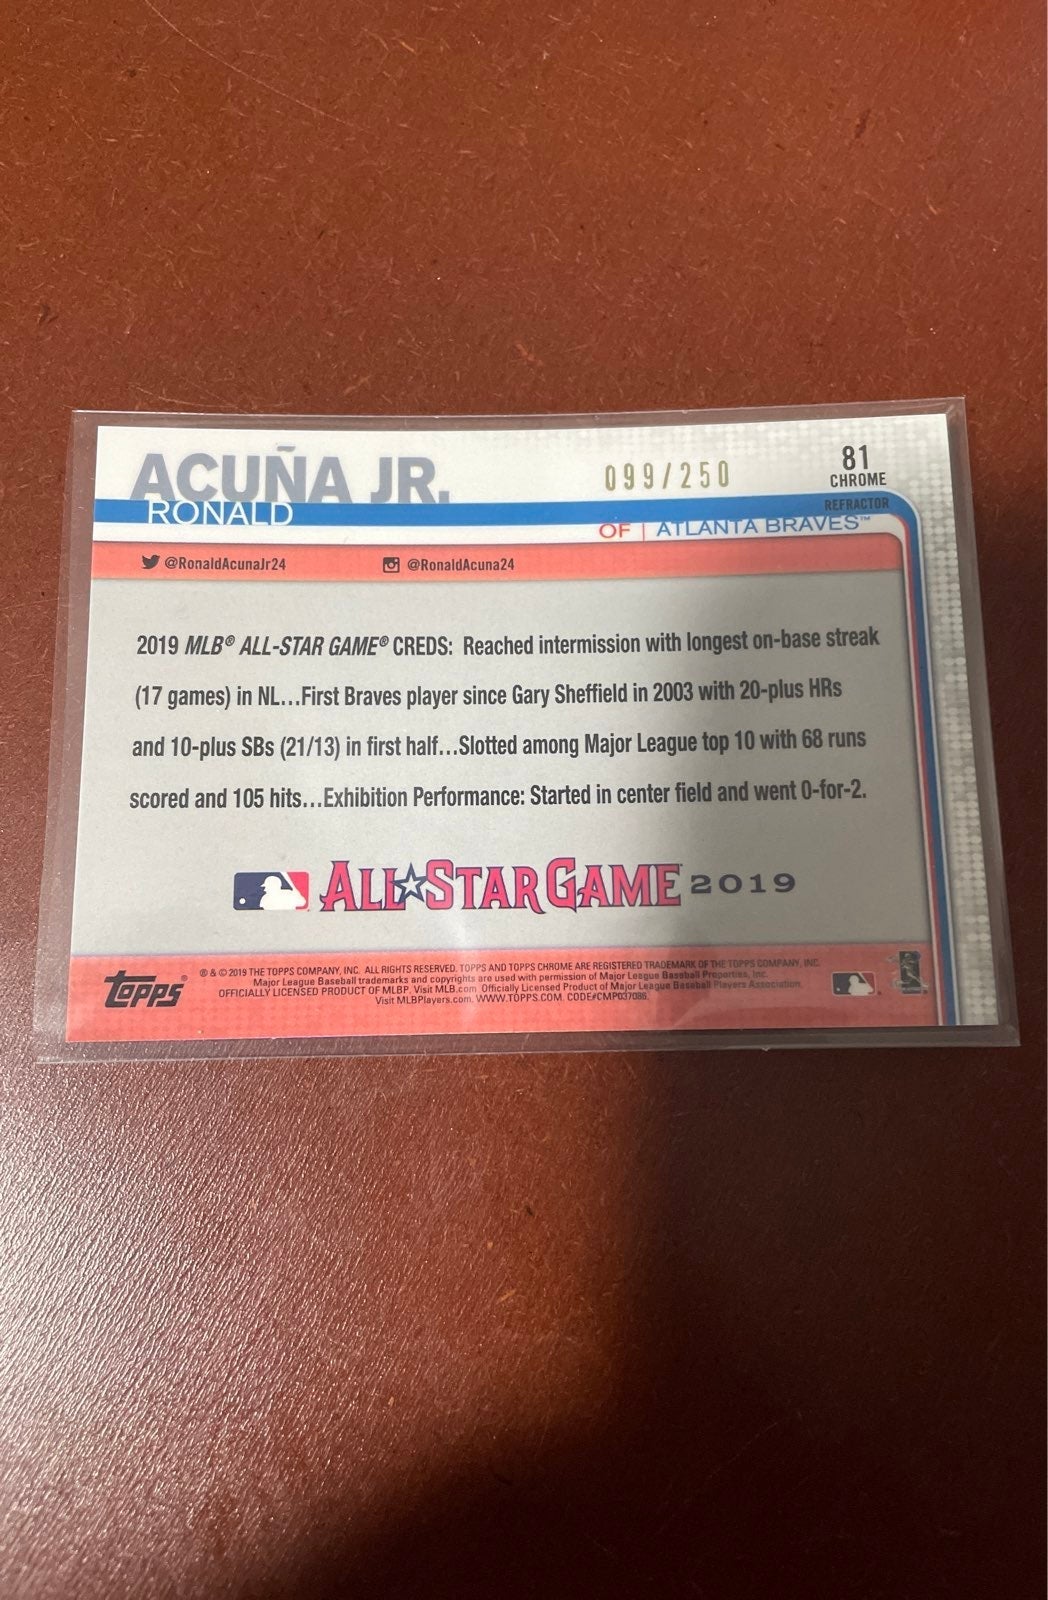 ACUÑA JR.
RONALD
099/250
81
CHROME
REFRACTOR
OF | ATLANTA BRAVES™
@RonaldAcunaJr24
@RonaldAcuna24
2019 MLB® ALL-STAR GAME® CREDS: Reached intermission with longest on-base streak
(17 games) in NL...First Braves player since Gary Sheffield in 2003 with 20-plus HRs
and 10-plus SBs (21/13) in first half...Slotted among Major League top 10 with 68 runs
scored and 105 hits...Exhibition Performance: Started in center field and went 0-for-2.
ALL★STAR GAME 2019
TOPPS®
® & © 2019 THE TOPPS COMPANY, INC. ALL RIGHTS RESERVED. TOPPS AND TOPPS CHROME ARE REGISTERED TRADEMARK OF THE TOPPS COMPANY, INC.
Major League Baseball trademarks and copyrights are used with permission of Major League Baseball Properties, Inc.
OFFICIALLY LICENSED PRODUCT OF MLBP. Visit MLB.com Officially Licensed Product of Major League Baseball Players Association.
Visit MLBPlayers.com. WWW.TOPPS.COM. CODE#CMP037086.